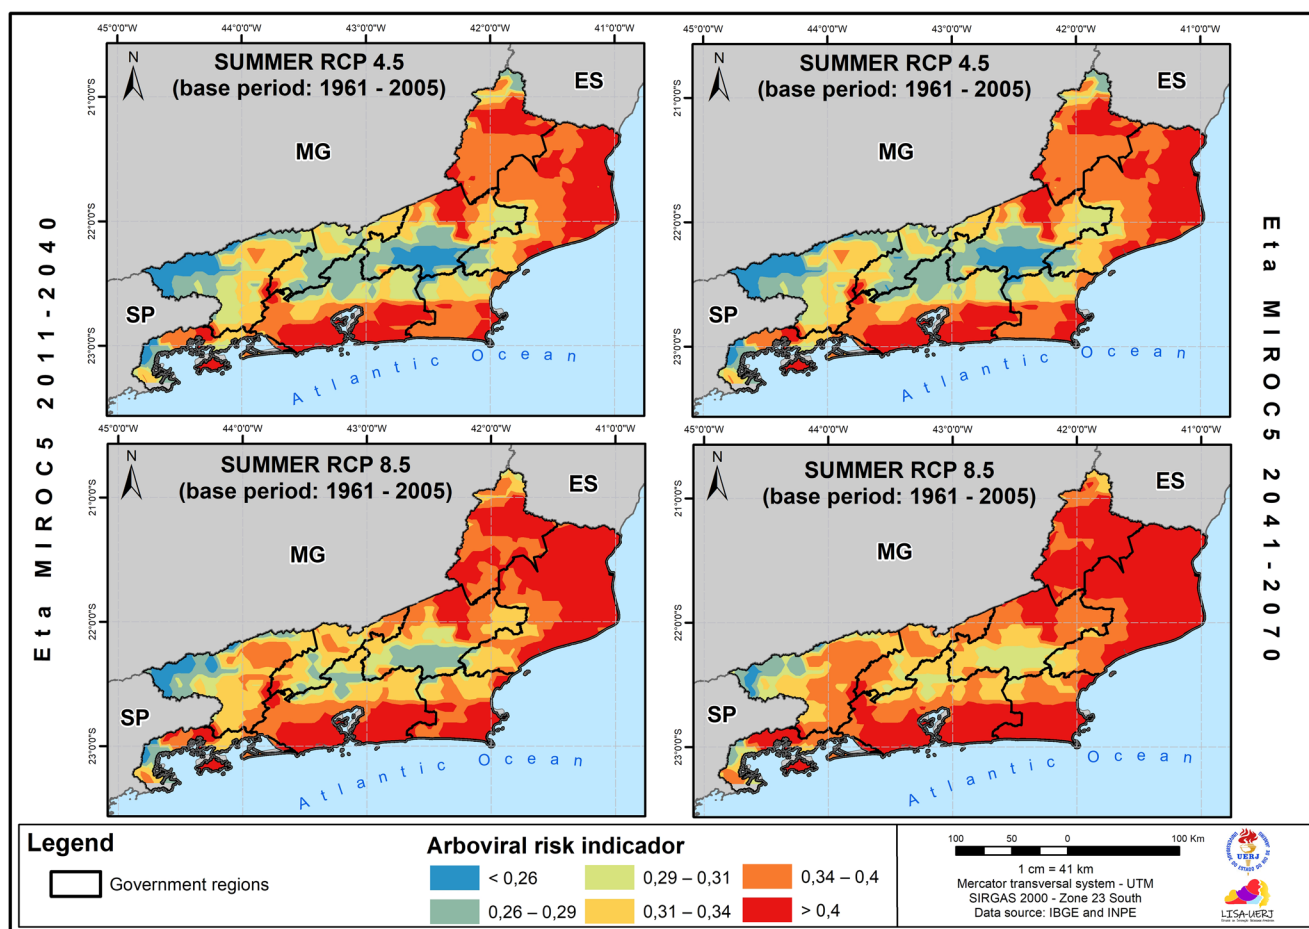 45°0'0"W 44°0'0"W 43°0'0"W 42°0'0"W 41°0'0"W
45°0'0"W 44°0'0"W 43°0'0"W 42°0'0"W 41°0'0"W
N
SUMMER RCP 4.5
(base period: 1961 - 2005)
ES
MG
SP
21°0'0"S
22°0'0"S
23°0'0"S
Atlantic Ocean
N
SUMMER RCP 4.5
(base period: 1961 - 2005)
ES
MG
SP
21°0'0"S
22°0'0"S
23°0'0"S
Atlantic Ocean
Eta MIROC5 2011-2040
Eta MIROC5 2041-2070
45°0'0"W 44°0'0"W 43°0'0"W 42°0'0"W 41°0'0"W
45°0'0"W 44°0'0"W 43°0'0"W 42°0'0"W 41°0'0"W
N
SUMMER RCP 8.5
(base period: 1961 - 2005)
ES
MG
SP
21°0'0"S
22°0'0"S
23°0'0"S
Atlantic Ocean
N
SUMMER RCP 8.5
(base period: 1961 - 2005)
ES
MG
SP
21°0'0"S
22°0'0"S
23°0'0"S
Atlantic Ocean
Legend
Government regions
Arboviral risk indicador
< 0,26
0,26 – 0,29
0,29 – 0,31
0,31 – 0,34
0,34 – 0,4
> 0,4
100 50 0 100 Km
1 cm = 41 km
Mercator transversal system - UTM
SIRGAS 2000 - Zone 23 South
Data source: IBGE and INPE
UERJ
LISA-UERJ